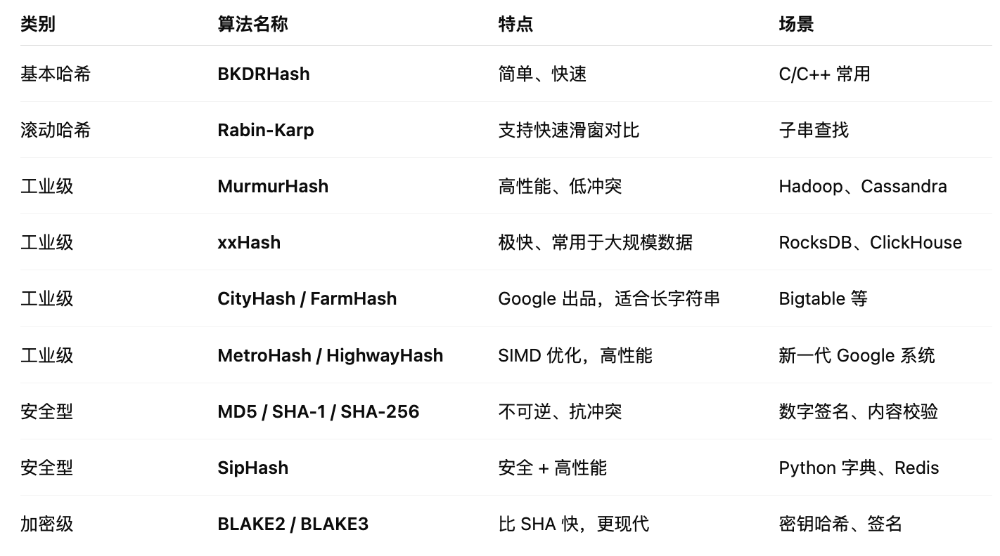 类别 算法名称 特点 场景
基本哈希 BKDRHash 简单、快速 C/C++ 常用
滚动哈希 Rabin-Karp 支持快速滑窗对比 子串查找
工业级 MurmurHash 高性能、低冲突 Hadoop、Cassandra
工业级 xxHash 极快、常用于大规模数据 RocksDB、ClickHouse
工业级 CityHash / FarmHash Google 出品，适合长字符串 Bigtable 等
工业级 MetroHash / HighwayHash SIMD 优化，高性能 新一代 Google 系统
安全型 MD5 / SHA-1 / SHA-256 不可逆、抗冲突 数字签名、内容校验
安全型 SipHash 安全 + 高性能 Python 字典、Redis
加密级 BLAKE2 / BLAKE3 比 SHA 快，更现代 密钥哈希、签名